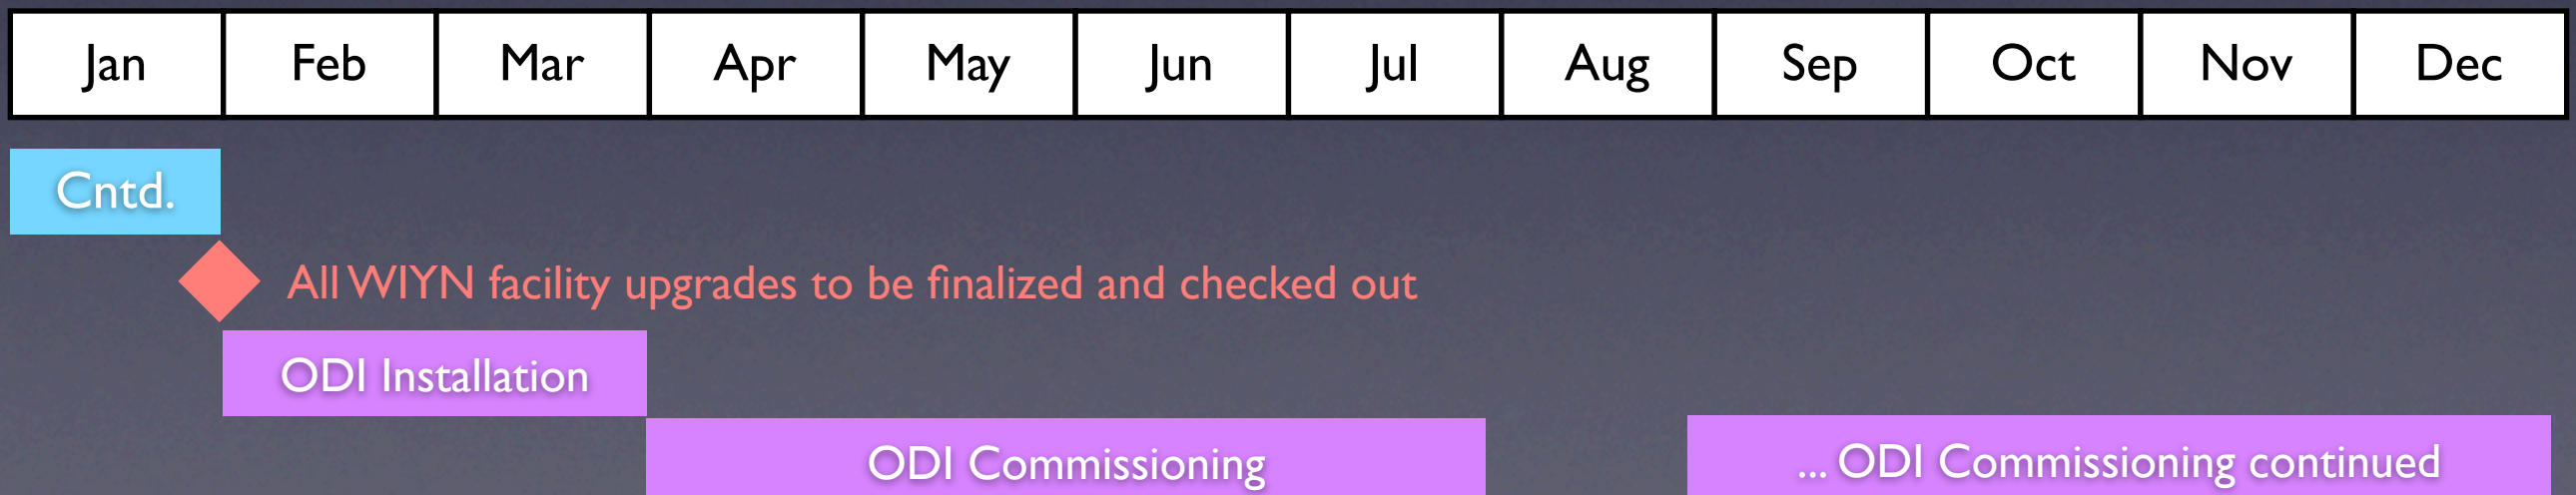 Jan Feb Mar Apr May Jun Jul Aug Sep Oct Nov Dec
Cntd.
All WIYN facility upgrades to be finalized and checked out
ODI Installation
ODI Commissioning
... ODI Commissioning continued